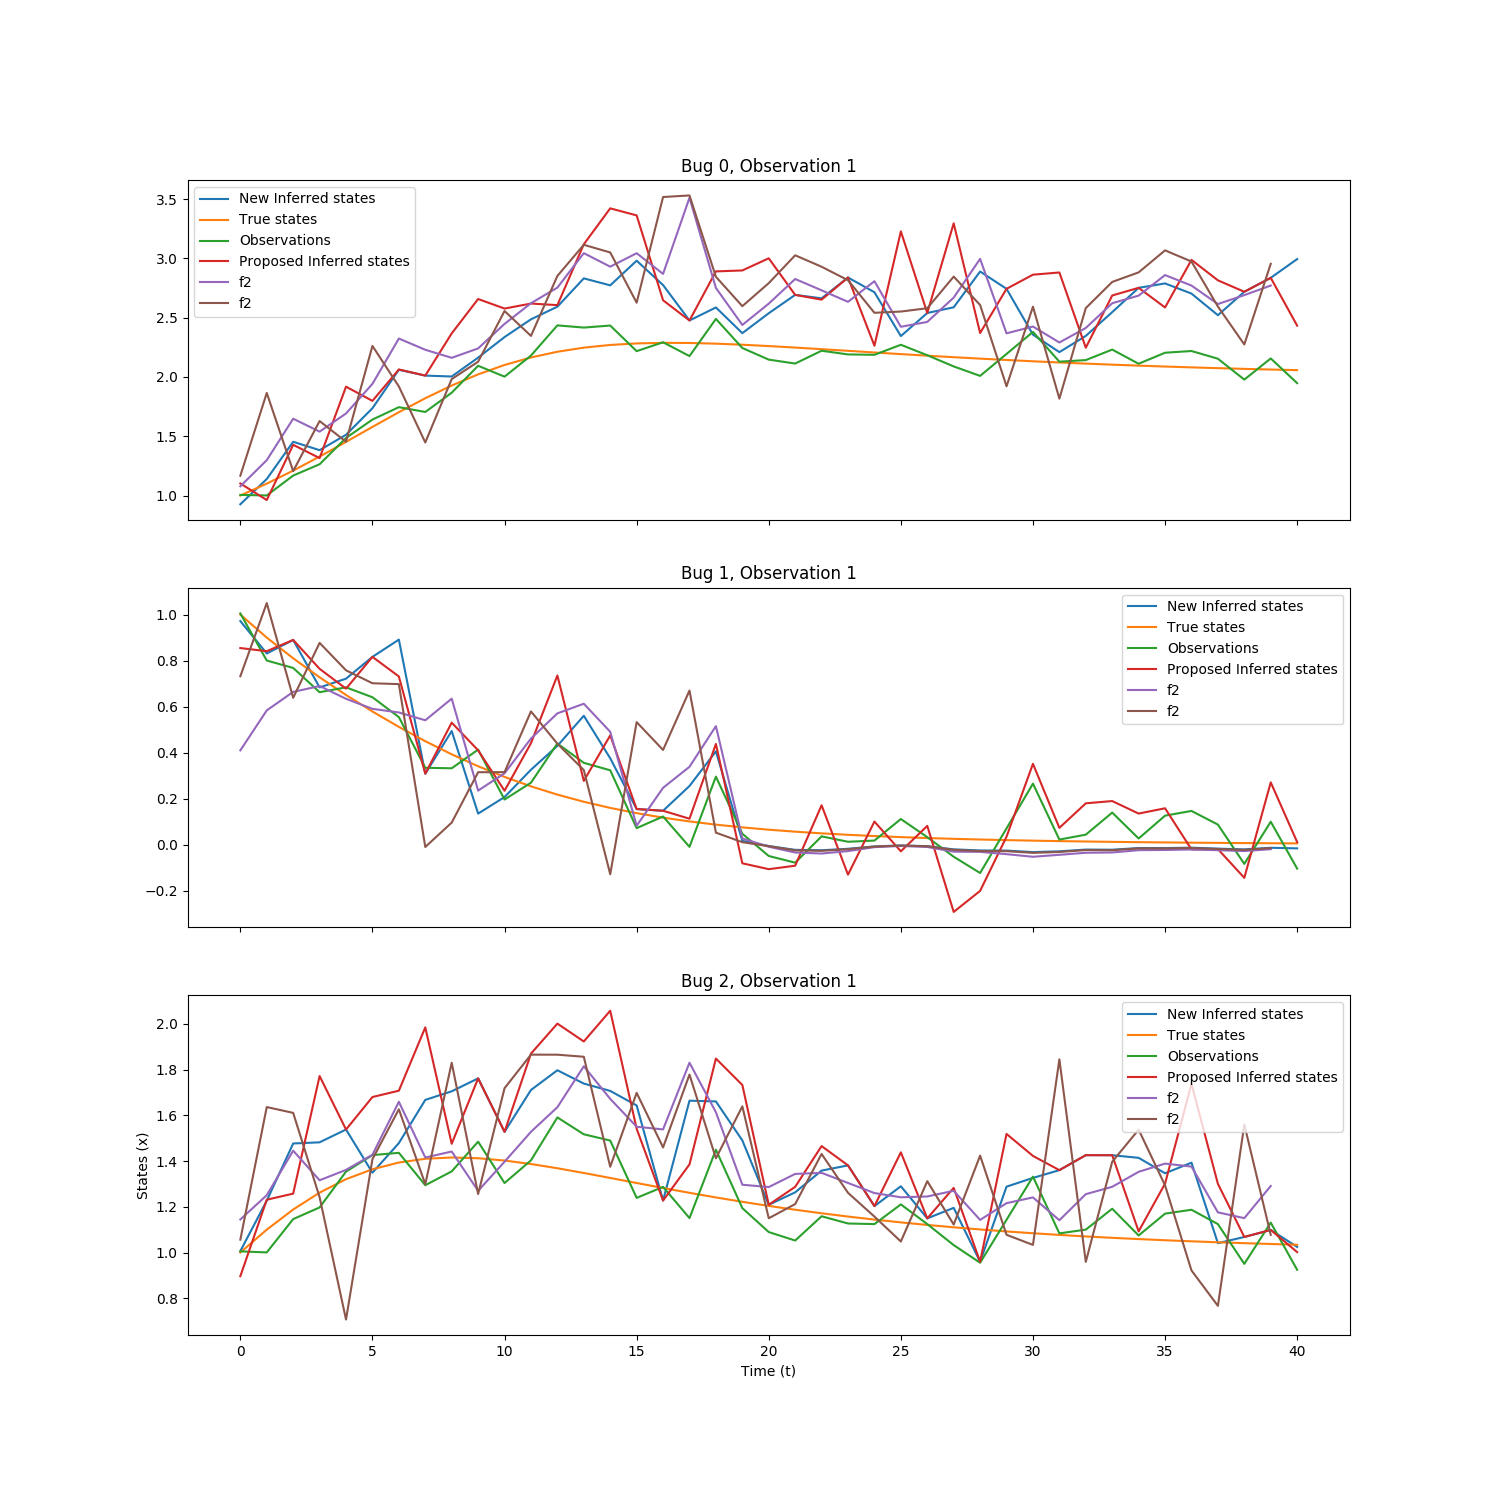 Bug 0, Observation 1
New Inferred states
True states
Observations
Proposed Inferred states
f2
f2
3.5
3.0
2.5
2.0
1.5
1.0
Bug 1, Observation 1
New Inferred states
True states
Observations
Proposed Inferred states
f2
f2
1.0
0.8
0.6
0.4
0.2
0.0
−0.2
Bug 2, Observation 1
New Inferred states
True states
Observations
Proposed Inferred states
f2
f2
2.0
1.8
1.6
1.4
1.2
1.0
0.8
States (x)
0 5 10 15 20 25 30 35 40
Time (t)